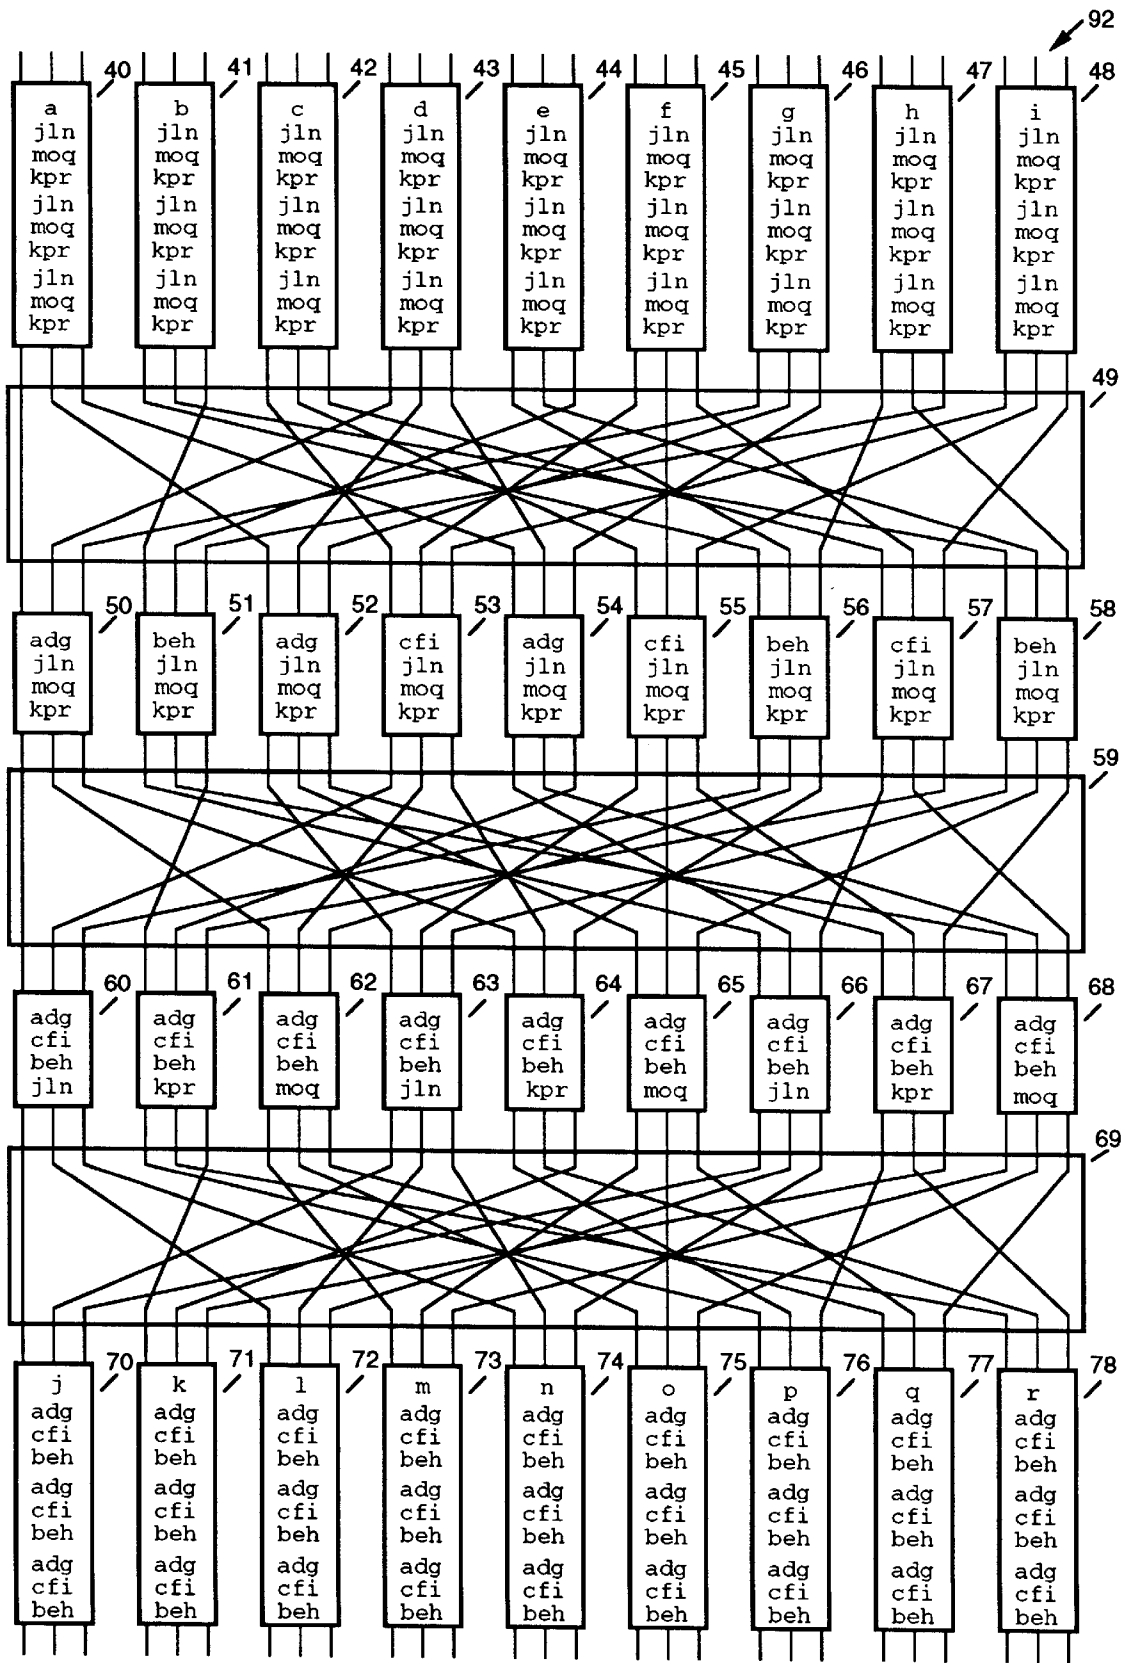 92
40 41 42 43 44 45 46 47 48
a b c d e f g h i
jln jln jln jln jln jln jln jln jln
moq moq moq moq moq moq moq moq moq
kpr kpr kpr kpr kpr kpr kpr kpr kpr
jln jln jln jln jln jln jln jln jln
moq moq moq moq moq moq moq moq moq
kpr kpr kpr kpr kpr kpr kpr kpr kpr
jln jln jln jln jln jln jln jln jln
moq moq moq moq moq moq moq moq moq
kpr kpr kpr kpr kpr kpr kpr kpr kpr
49
50 51 52 53 54 55 56 57 58
adg beh adg cfi adg cfi beh cfi beh
jln jln jln jln jln jln jln jln jln
moq moq moq moq moq moq moq moq moq
kpr kpr kpr kpr kpr kpr kpr kpr kpr
59
60 61 62 63 64 65 66 67 68
adg adg adg adg adg adg adg adg adg
cfi cfi cfi cfi cfi cfi cfi cfi cfi
beh beh beh beh beh beh beh beh beh
jln kpr moq jln kpr moq jln kpr moq
69
70 71 72 73 74 75 76 77 78
j k l m n o p q r
adg adg adg adg adg adg adg adg adg
cfi cfi cfi cfi cfi cfi cfi cfi cfi
beh beh beh beh beh beh beh beh beh
adg adg adg adg adg adg adg adg adg
cfi cfi cfi cfi cfi cfi cfi cfi cfi
beh beh beh beh beh beh beh beh beh
adg adg adg adg adg adg adg adg adg
cfi cfi cfi cfi cfi cfi cfi cfi cfi
beh beh beh beh beh beh beh beh beh